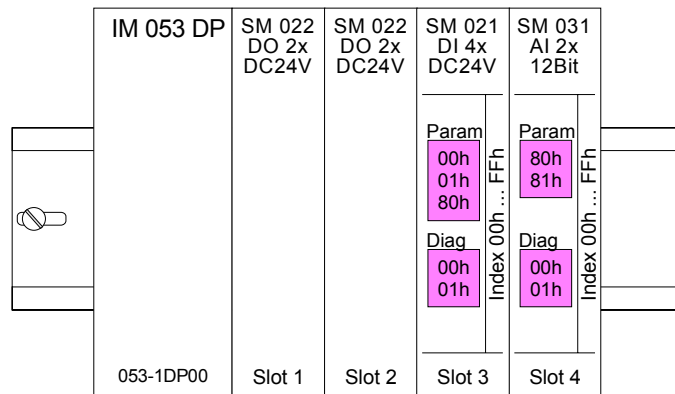 IM 053 DP
053-1DP00
SM 022
DO 2x
DC24V
Slot 1
SM 022
DO 2x
DC24V
Slot 2
SM 021
DI 4x
DC24V
Param
00h
01h
80h
Diag
00h
01h
Index 00h ... FFh
Slot 3
SM 031
AI 2x
12Bit
Param
80h
81h
Diag
00h
01h
Index 00h ... FFh
Slot 4